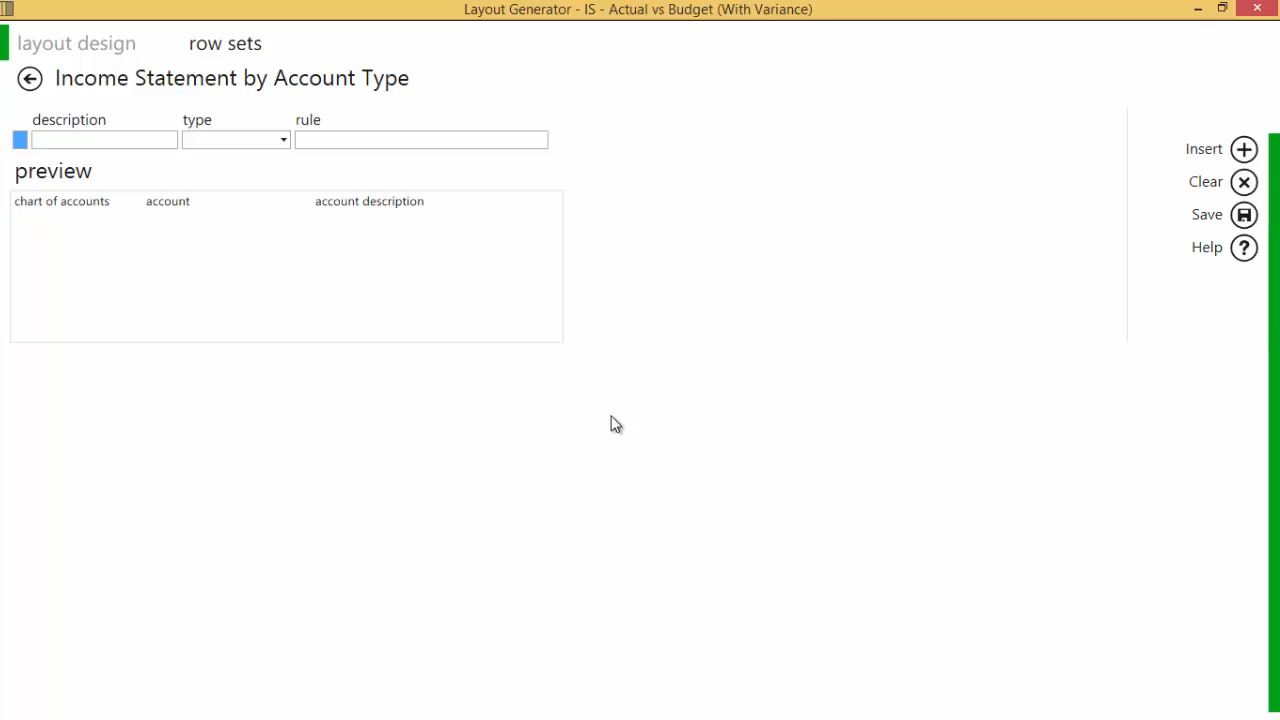 Layout Generator - IS - Actual vs Budget (With Variance)
layout design row sets
Income Statement by Account Type
description type rule
Insert
preview
Clear
chart of accounts account account description
Save
Help